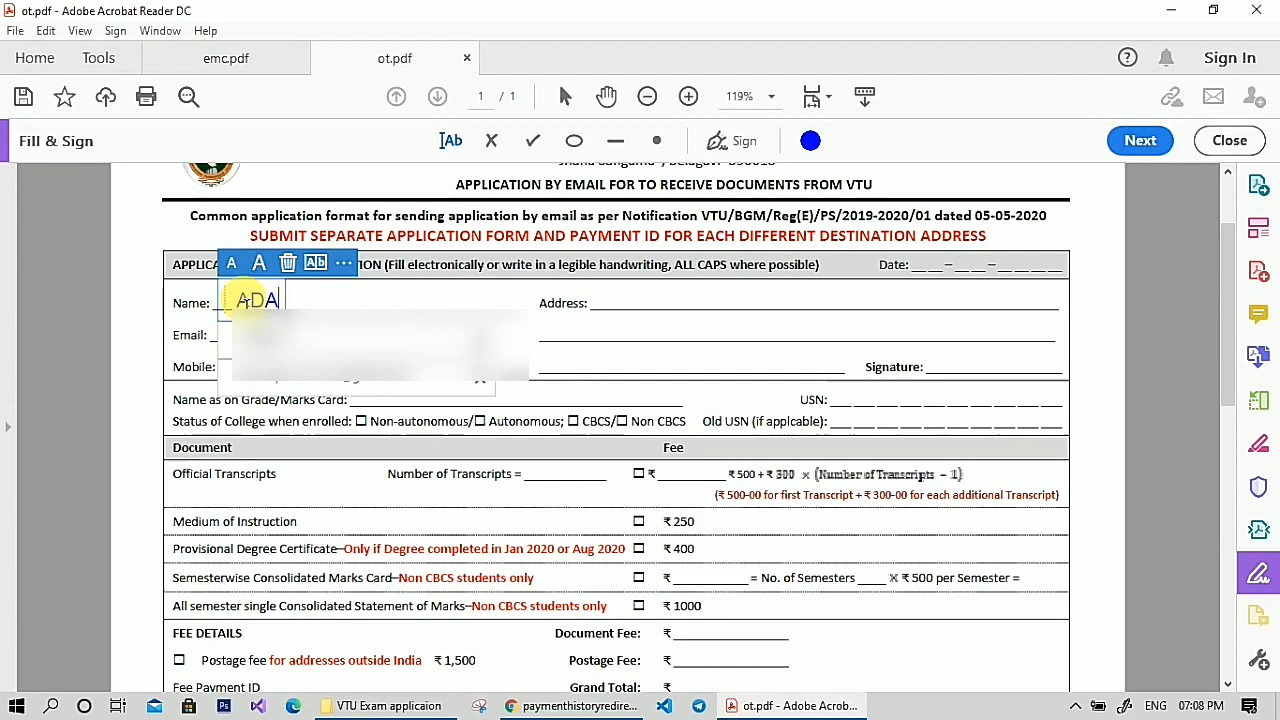 ot.pdf - Adobe Acrobat Reader DC
File Edit View Sign Window Help
Home Tools emc.pdf ot.pdf × Sign In
1 / 1 119%
Fill & Sign Ab Sign Next Close
APPLICATION BY EMAIL FOR TO RECEIVE DOCUMENTS FROM VTU
Common application format for sending application by email as per Notification VTU/BGM/Reg(E)/PS/2019-2020/01 dated 05-05-2020
SUBMIT SEPARATE APPLICATION FORM AND PAYMENT ID FOR EACH DIFFERENT DESTINATION ADDRESS
A A Ab ...
(Fill electronically or write in a legible handwriting, ALL CAPS where possible) Date: __ __ – __ __ – __ __ __ __
Name: ADA Address:
Email:
Mobile: Signature:
Name as on Grade/Marks Card: USN:
Status of College when enrolled: ☐ Non-autonomous/☐ Autonomous; ☐ CBCS/☐ Non CBCS Old USN (if applcable):
Document Fee
Official Transcripts Number of Transcripts = ☐ ₹ ₹ 500 + ₹ 300 x (Number of Transcripts – 1)
(₹ 500-00 for first Transcript + ₹ 300-00 for each additional Transcript)
Medium of Instruction ☐ ₹ 250
Provisional Degree Certificate–Only if Degree completed in Jan 2020 or Aug 2020 ☐ ₹ 400
Semesterwise Consolidated Marks Card–Non CBCS students only ☐ ₹ = No. of Semesters X ₹ 500 per Semester =
All semester single Consolidated Statement of Marks–Non CBCS students only ☐ ₹ 1000
FEE DETAILS Document Fee: ₹
☐ Postage fee for addresses outside India ₹ 1,500 Postage Fee: ₹
Fee Payment ID Grand Total: ₹
VTU Exam applicaion paymenthistoryredire... ot.pdf - Adobe Acrob... ENG 07:08 PM